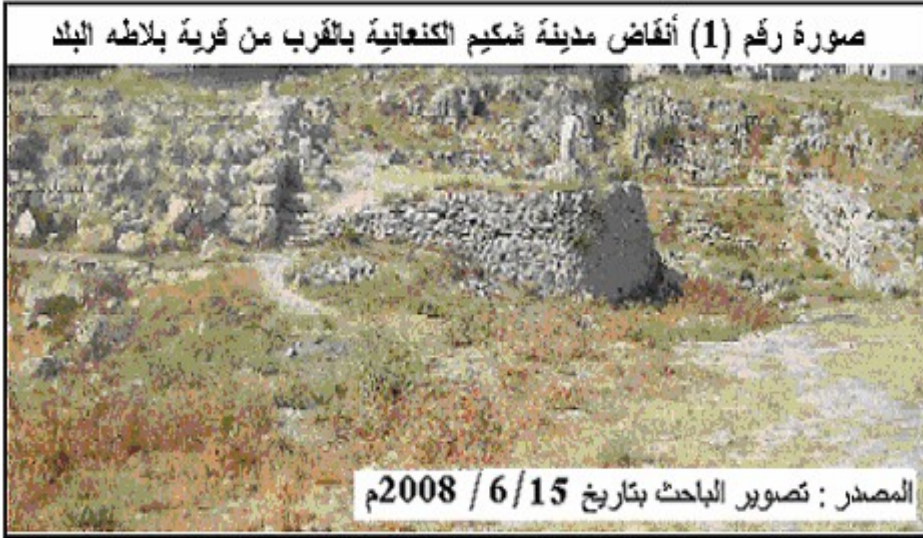 صورة رقم (1) أنقاض مدينة شكيم الكنعانية بالقرب من قرية بلاطه البلد
المصدر : تصوير الباحث بتاريخ 15/ 6/ 2008م